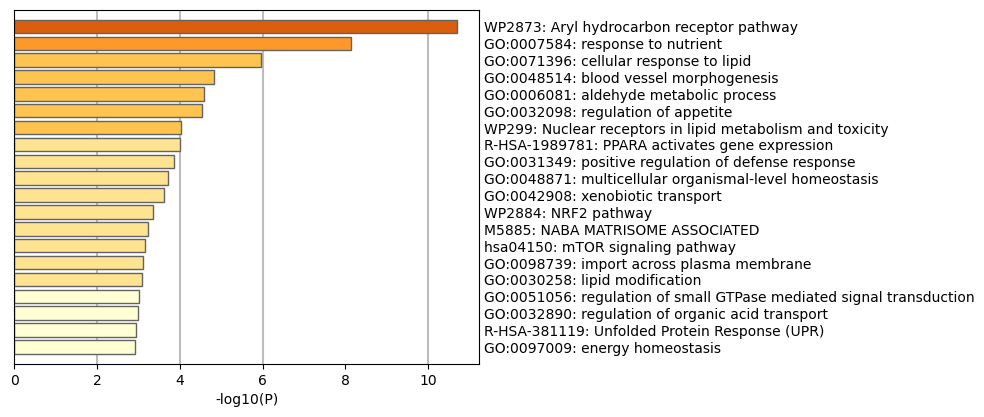 WP2873: Aryl hydrocarbon receptor pathway
GO:0007584: response to nutrient
GO:0071396: cellular response to lipid
GO:0048514: blood vessel morphogenesis
GO:0006081: aldehyde metabolic process
GO:0032098: regulation of appetite
WP299: Nuclear receptors in lipid metabolism and toxicity
R-HSA-1989781: PPARA activates gene expression
GO:0031349: positive regulation of defense response
GO:0048871: multicellular organismal-level homeostasis
GO:0042908: xenobiotic transport
WP2884: NRF2 pathway
M5885: NABA MATRISOME ASSOCIATED
hsa04150: mTOR signaling pathway
GO:0098739: import across plasma membrane
GO:0030258: lipid modification
GO:0051056: regulation of small GTPase mediated signal transduction
GO:0032890: regulation of organic acid transport
R-HSA-381119: Unfolded Protein Response (UPR)
GO:0097009: energy homeostasis
0 2 4 6 8 10
-log10(P)